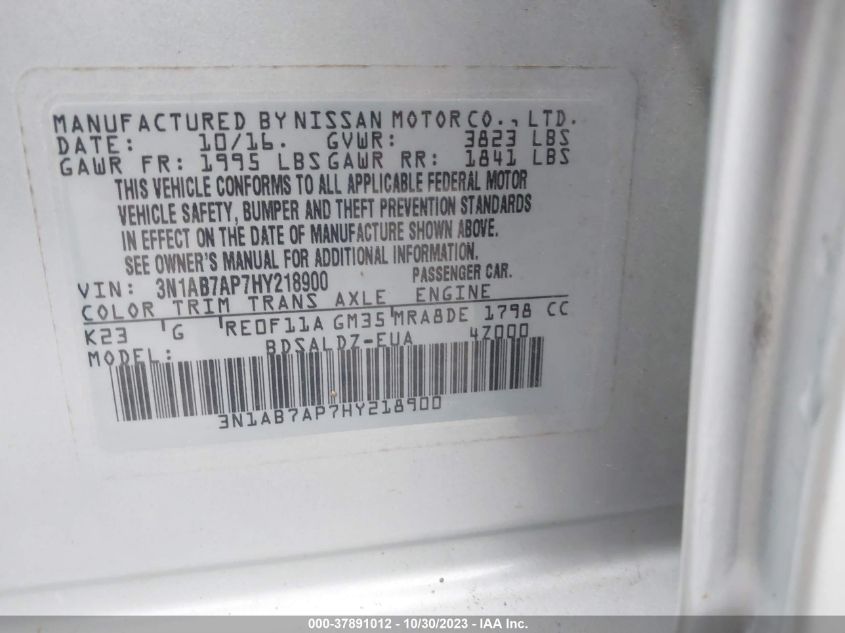 MANUFACTURED BY NISSAN MOTOR CO., LTD.
DATE: 10/16. GVWR: 3823 LBS
GAWR FR: 1995 LBS GAWR RR: 1841 LBS
THIS VEHICLE CONFORMS TO ALL APPLICABLE FEDERAL MOTOR
VEHICLE SAFETY, BUMPER AND THEFT PREVENTION STANDARDS
IN EFFECT ON THE DATE OF MANUFACTURE SHOWN ABOVE.
SEE OWNER'S MANUAL FOR ADDITIONAL INFORMATION.
VIN: 3N1AB7AP7HY218900 PASSENGER CAR.
COLOR TRIM TRANS AXLE ENGINE
K23 G RE0F11A GM35 MRA8DE 1798 CC
MODEL: BDSALDZ-EUA 4Z000
3N1AB7AP7HY218900
000-37891012 - 10/30/2023 - IAA Inc.